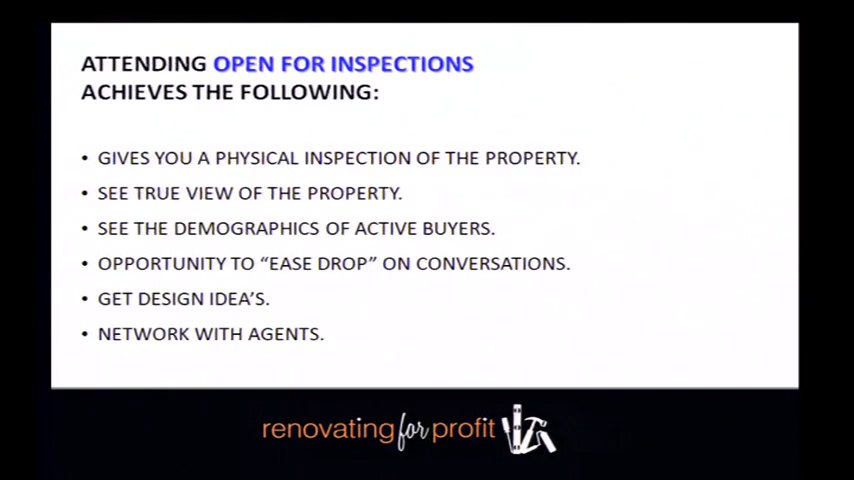 ATTENDING OPEN FOR INSPECTIONS
ACHIEVES THE FOLLOWING:
• GIVES YOU A PHYSICAL INSPECTION OF THE PROPERTY.
• SEE TRUE VIEW OF THE PROPERTY.
• SEE THE DEMOGRAPHICS OF ACTIVE BUYERS.
• OPPORTUNITY TO “EASE DROP” ON CONVERSATIONS.
• GET DESIGN IDEA’S.
• NETWORK WITH AGENTS.
renovating for profit